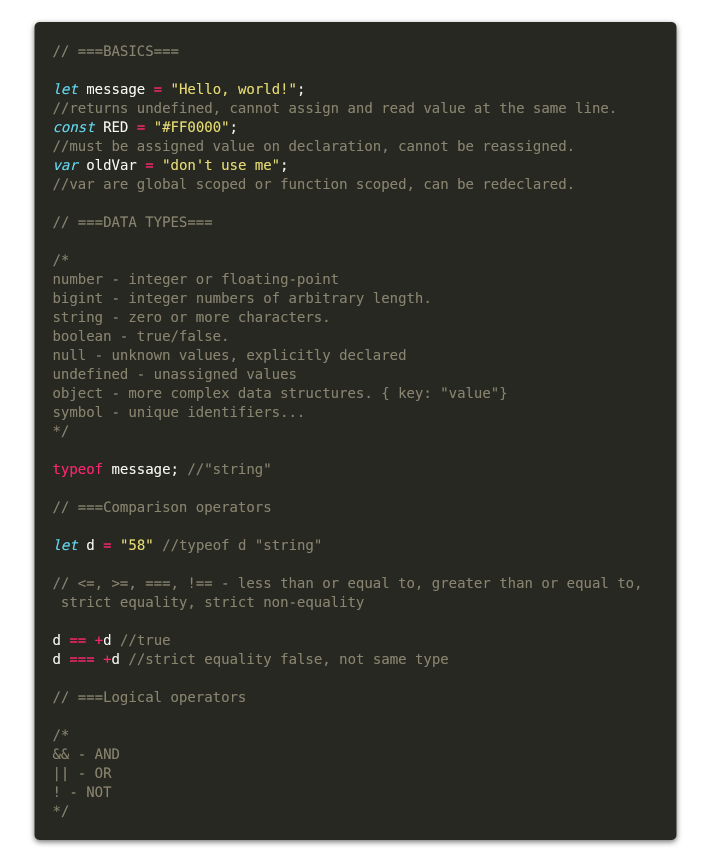 // ===BASICS===
let message = "Hello, world!";
//returns undefined, cannot assign and read value at the same line.
const RED = "#FF0000";
//must be assigned value on declaration, cannot be reassigned.
var oldVar = "don't use me";
//var are global scoped or function scoped, can be redeclared.
// ===DATA TYPES===
/*
number - integer or floating-point
bigint - integer numbers of arbitrary length.
string - zero or more characters.
boolean - true/false.
null - unknown values, explicitly declared
undefined - unassigned values
object - more complex data structures. { key: "value"}
symbol - unique identifiers...
*/
typeof message; //"string"
// ===Comparison operators
let d = "58" //typeof d "string"
// <=, >=, ===, !== - less than or equal to, greater than or equal to,
strict equality, strict non-equality
d == +d //true
d === +d //strict equality false, not same type
// ===Logical operators
/*
&& - AND
|| - OR
! - NOT
*/